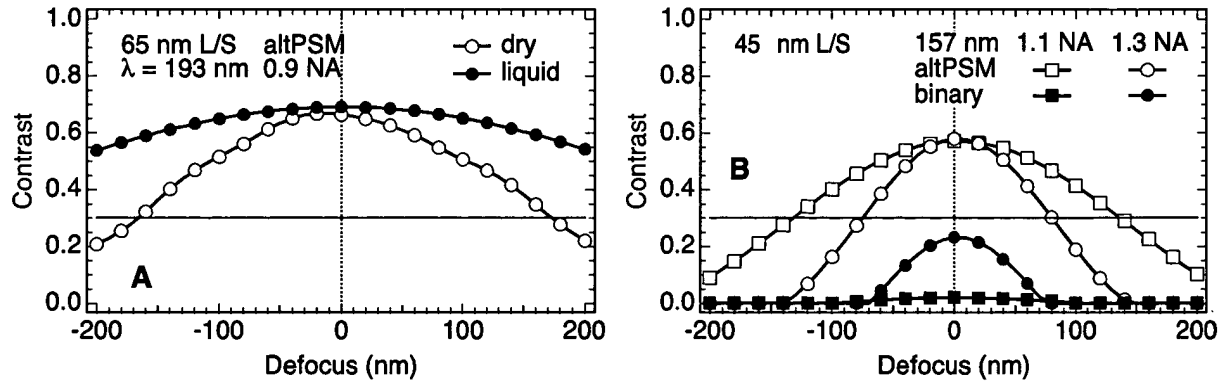 1.0
0.8
0.6
0.4
0.2
0.0
Contrast
65 nm L/S altPSM
λ = 193 nm 0.9 NA
dry
liquid
A
-200 -100 0 100 200
Defocus (nm)
1.0
0.8
0.6
0.4
0.2
0.0
Contrast
45 nm L/S
157 nm 1.1 NA 1.3 NA
altPSM
binary
B
-200 -100 0 100 200
Defocus (nm)